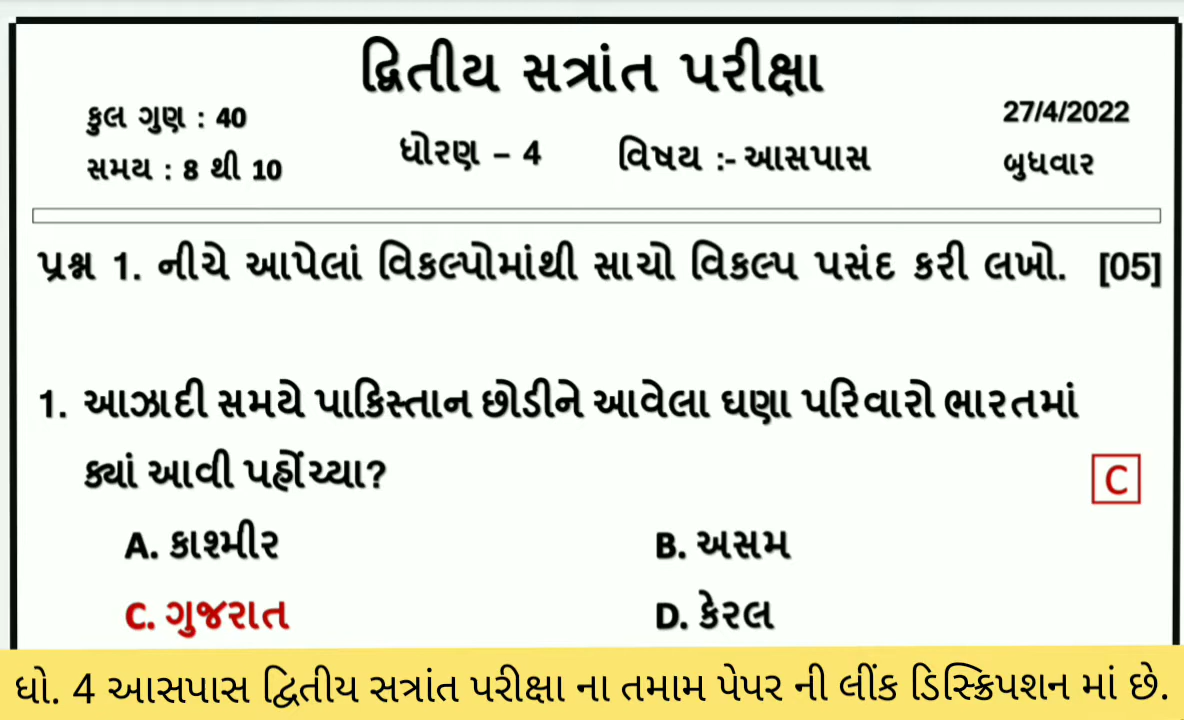 દ્વિતીય સત્રાંત પરીક્ષા
કુલ ગુણ : 40
27/4/2022
સમય : 8 થી 10
ધોરણ – 4
વિષય :- આસપાસ
બુધવાર
પ્રશ્ન 1. નીચે આપેલાં વિકલ્પોમાંથી સાચો વિકલ્પ પસંદ કરી લખો. [05]
1. આઝાદી સમયે પાકિસ્તાન છોડીને આવેલા ઘણા પરિવારો ભારતમાં
ક્યાં આવી પહોંચ્યા?
C
A. કાશ્મીર
B. અસમ
C. ગુજરાત
D. કેરલ
ધો. 4 આસપાસ દ્વિતીય સત્રાંત પરીક્ષા ના તમામ પેપર ની લીંક ડિસ્ક્રિપશન માં છે.